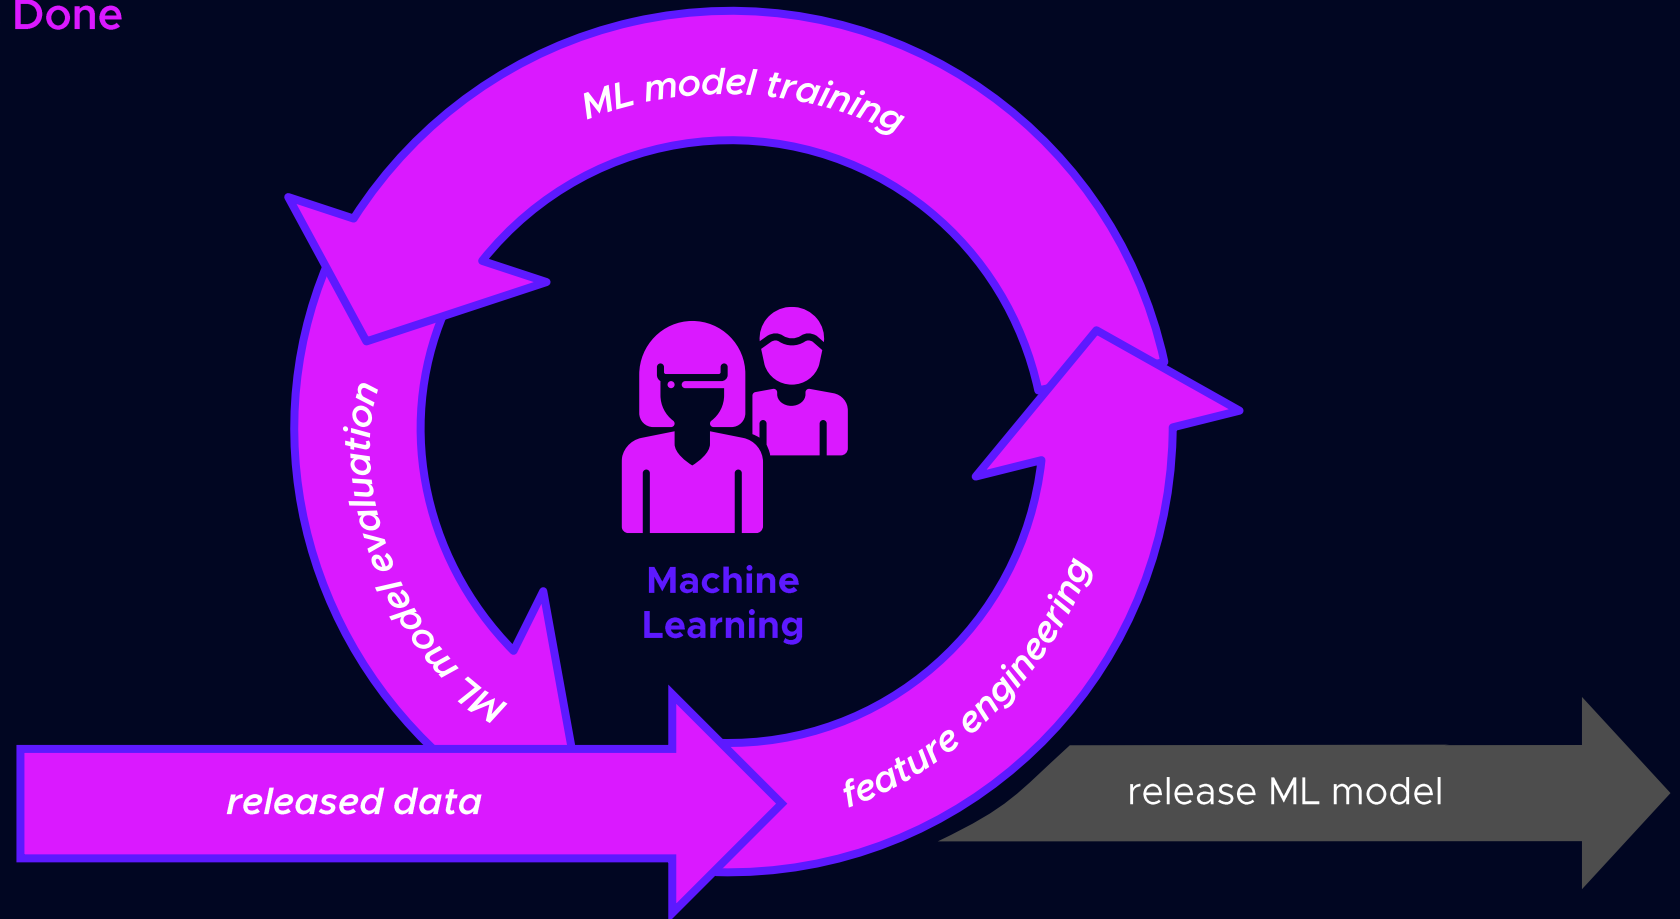 Done
ML model training
ML model evaluation
Machine
Learning
feature engineering
released data
release ML model